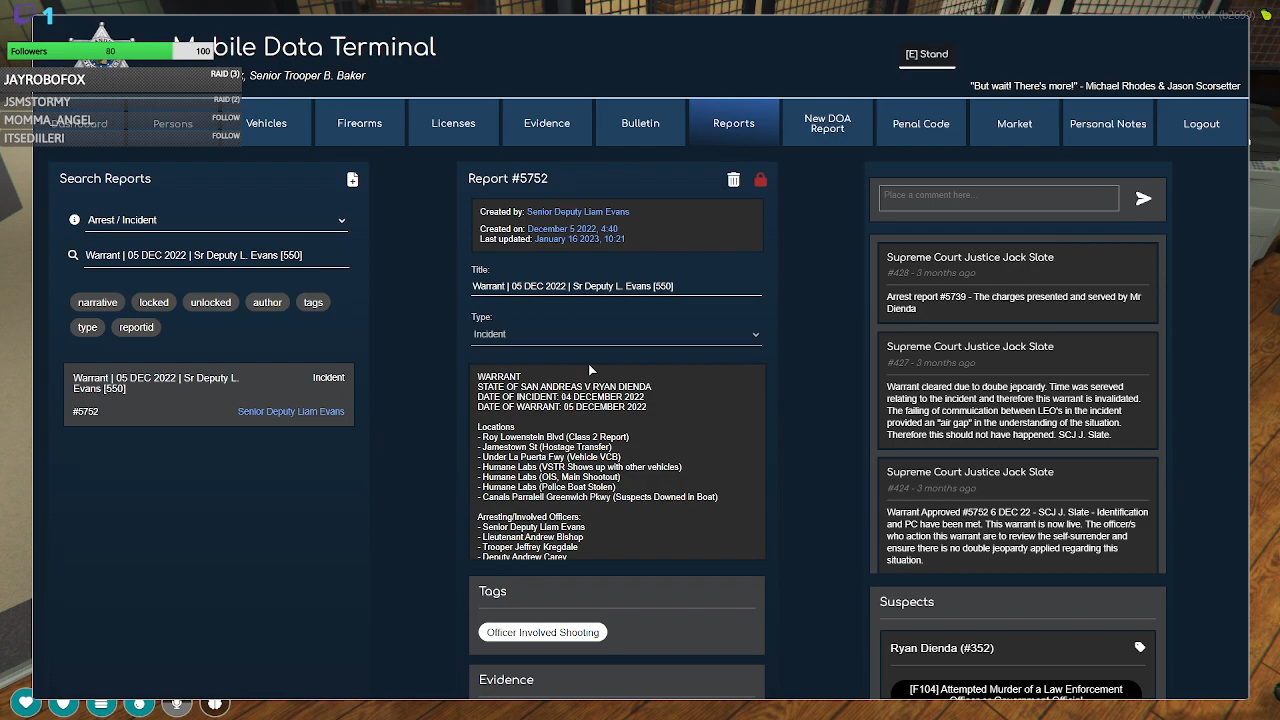 1
FiveM (b2699)
Followers 80 100
JAYROBOFOX RAID (3)
JSMSTORMY RAID (2)
MOMMA_ANGEL FOLLOW
ITSEDIILERI FOLLOW
Mobile Data Terminal
Senior Trooper B. Baker
[E] Stand
"But wait! There's more!" - Michael Rhodes & Jason Scorsetter
Dashboard
Persons
Vehicles
Firearms
Licenses
Evidence
Bulletin
Reports
New DOA
Report
Penal Code
Market
Personal Notes
Logout
Search Reports
Arrest / Incident
Warrant | 05 DEC 2022 | Sr Deputy L. Evans [550]
narrative locked unlocked author tags
type reportid
Warrant | 05 DEC 2022 | Sr Deputy L. Incident
Evans [550]
#5752 Senior Deputy Liam Evans
Report #5752
Created by: Senior Deputy Liam Evans
Created on: December 5 2022, 4:40
Last updated: January 16 2023, 10:21
Title:
Warrant | 05 DEC 2022 | Sr Deputy L. Evans [550]
Type:
Incident
WARRANT
STATE OF SAN ANDREAS V RYAN DIENDA
DATE OF INCIDENT: 04 DECEMBER 2022
DATE OF WARRANT: 05 DECEMBER 2022
Locations
- Roy Lowenstein Blvd (Class 2 Report)
- Jamestown St (Hostage Transfer)
- Under La Puerta Fwy (Vehicle VCB)
- Humane Labs (VSTR Shows up with other vehicles)
- Humane Labs (OIS, Main Shootout)
- Humane Labs (Police Boat Stolen)
- Canals Parralell Greenwich Pkwy (Suspects Downed in Boat)
Arresting/Involved Officers:
- Senior Deputy Liam Evans
- Lieutenant Andrew Bishop
- Trooper Jeffrey Kregdale
- Deputy Andrew Carey
Tags
Officer Involved Shooting
Evidence
Place a comment here...
Supreme Court Justice Jack Slate
#428 - 3 months ago
Arrest report #5739 - The charges presented and served by Mr
Dienda
Supreme Court Justice Jack Slate
#427 - 3 months ago
Warrant cleared due to doube jeopardy. Time was sereved
relating to the incident and therefore this warrant is invalidated.
The failing of commuication between LEO's in the incident
provided an "air gap" in the understanding of the situation.
Therefore this should not have happened. SCJ J. Slate.
Supreme Court Justice Jack Slate
#424 - 3 months ago
Warrant Approved #5752 6 DEC 22 - SCJ J. Slate - Identification
and PC have been met. This warrant is now live. The officer/s
who action this warrant are to review the self-surrender and
ensure there is no double jeopardy applied regarding this
situation.
Suspects
Ryan Dienda (#352)
[F104] Attempted Murder of a Law Enforcement
Officer or Government Official